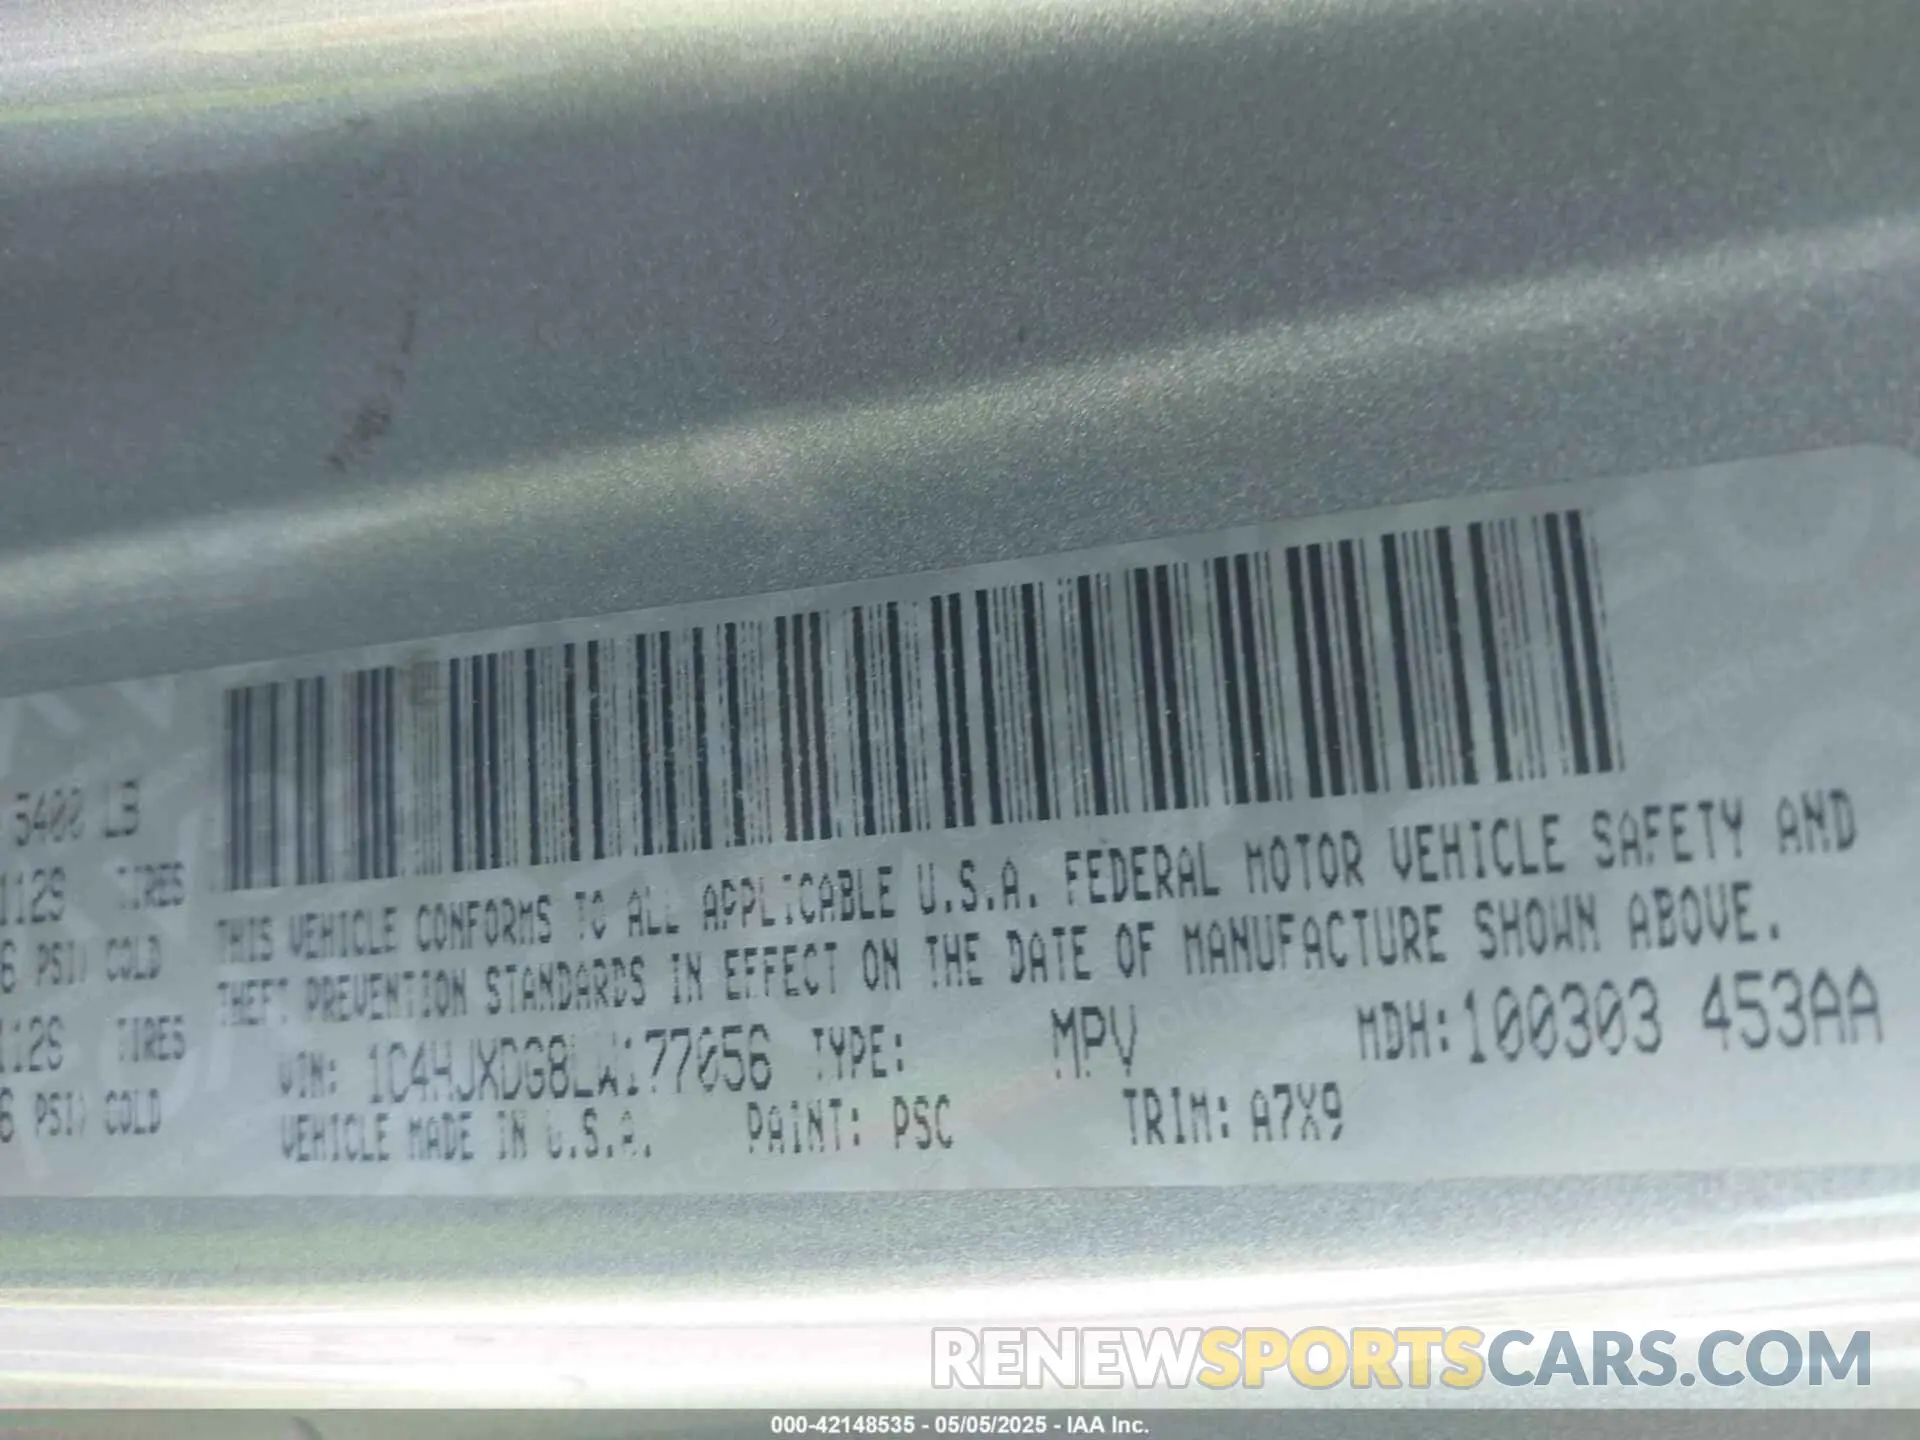 5400 LB
112S TIRES
6 PSI) COLD
112S TIRES
6 PSI) COLD
THIS VEHICLE CONFORMS TO ALL APPLICABLE U.S.A. FEDERAL MOTOR VEHICLE SAFETY AND
THEFT PREVENTION STANDARDS IN EFFECT ON THE DATE OF MANUFACTURE SHOWN ABOVE.
VIN: 1C4HJXDG8LW177056 TYPE: MPV MDH: 100303 453AA
VEHICLE MADE IN U.S.A. PAINT: PSC TRIM: A7X9
RENEWSPORTSCARS.COM
000-42148535 - 05/05/2025 - IAA Inc.